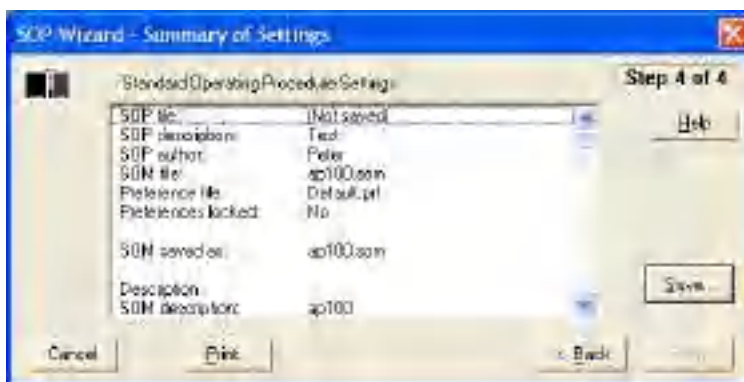 SOP Wizard - Summary of Settings
Step 4 of 4
Standard Operating Procedure Settings
SOP file: (Not saved)
SOP description: Test
SOP author: Peter
SOM file: ap100.som
Preference file: Default.prf
Preferences locked: No
SOM saved as: ap100.som
Description
SOM description: ap100
Help
Save...
Cancel
Print
< Back